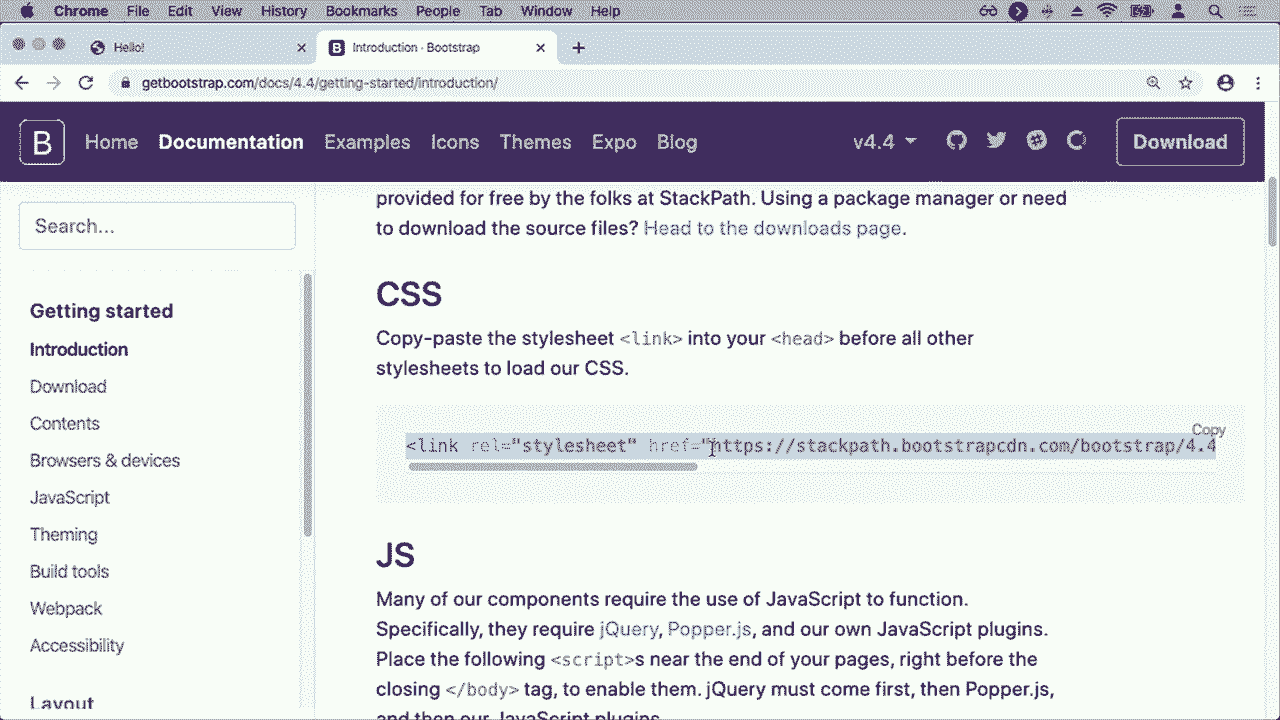 Chrome File Edit View History Bookmarks People Tab Window Help
Hello!
Introduction · Bootstrap
getbootstrap.com/docs/4.4/getting-started/introduction/
B Home Documentation Examples Icons Themes Expo Blog v4.4 Download
Search...
Getting started
Introduction
Download
Contents
Browsers & devices
JavaScript
Theming
Build tools
Webpack
Accessibility
Layout
provided for free by the folks at StackPath. Using a package manager or need
to download the source files? Head to the downloads page.
CSS
Copy-paste the stylesheet <link> into your <head> before all other
stylesheets to load our CSS.
Copy
<link rel="stylesheet" href="https://stackpath.bootstrapcdn.com/bootstrap/4.4
JS
Many of our components require the use of JavaScript to function.
Specifically, they require jQuery, Popper.js, and our own JavaScript plugins.
Place the following <script>s near the end of your pages, right before the
closing </body> tag, to enable them. jQuery must come first, then Popper.js,
and then our JavaScript plugins.